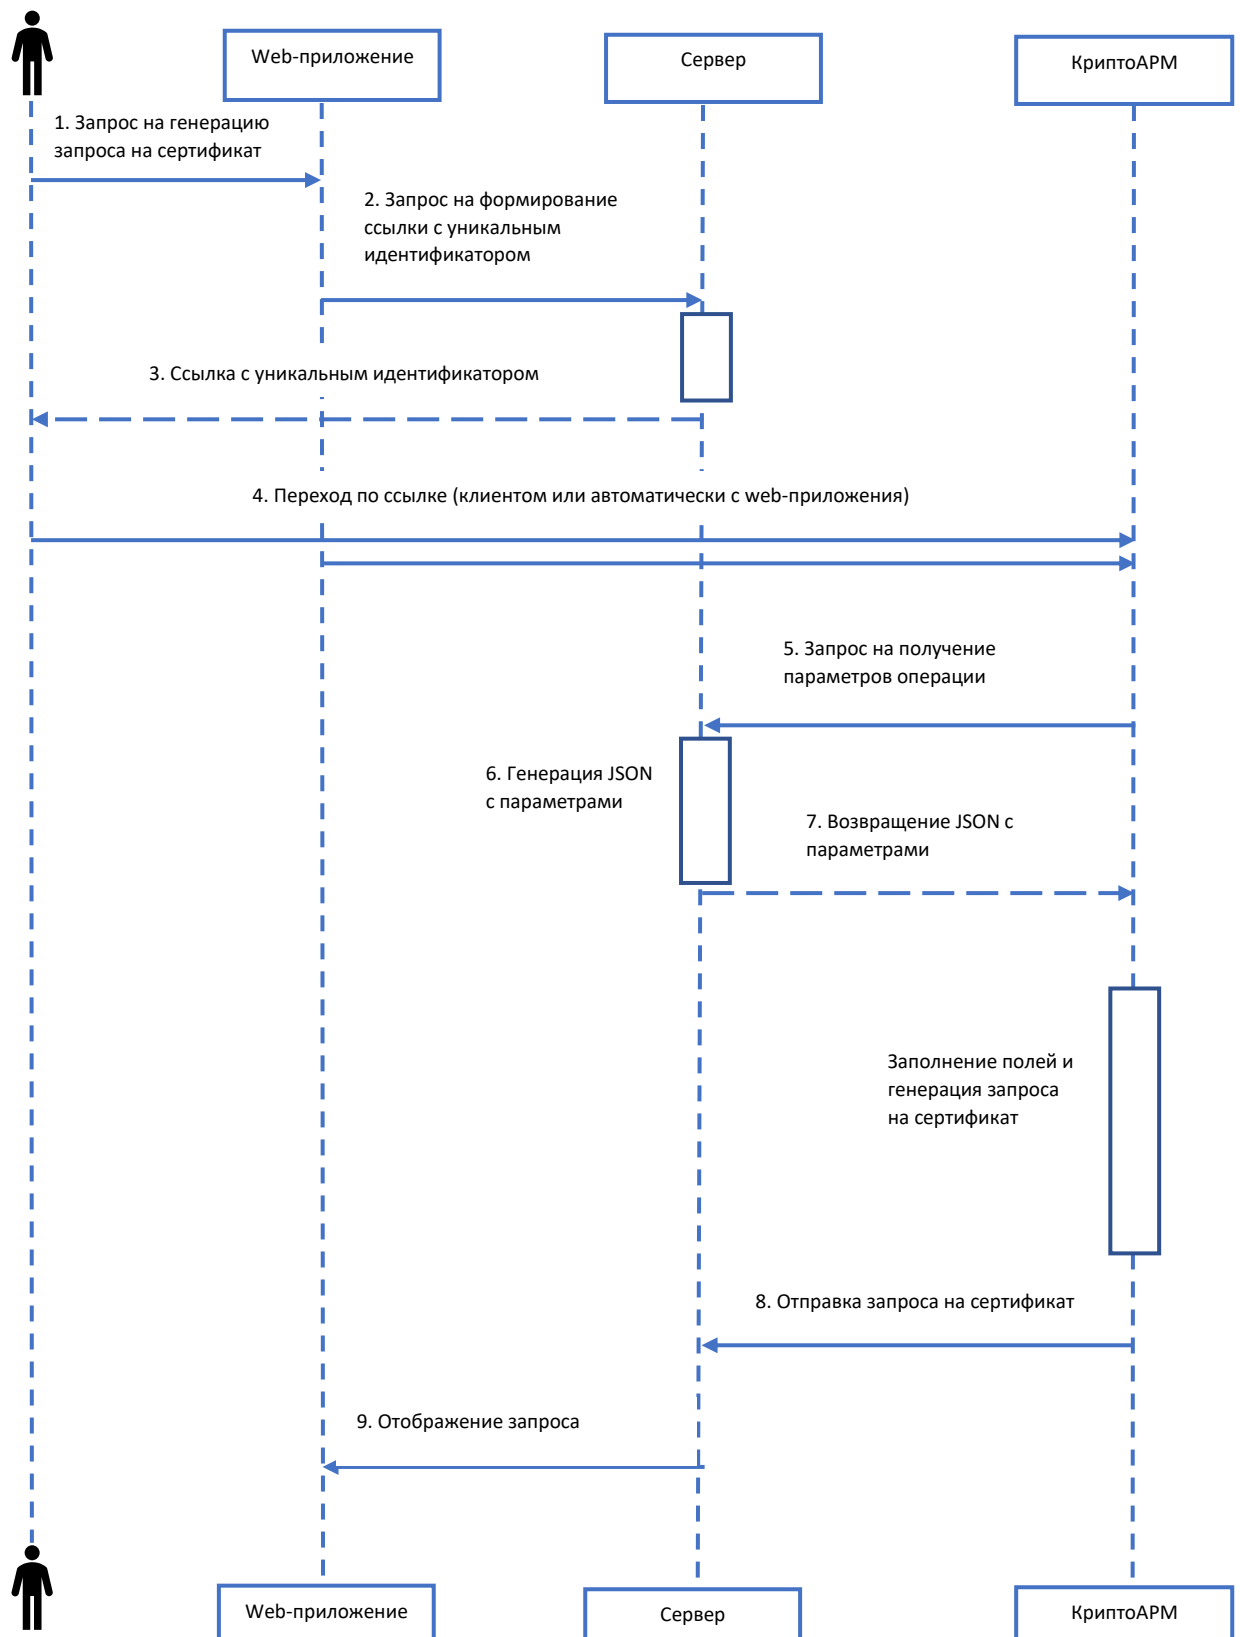 Web-приложение
Сервер
КриптоАРМ
1. Запрос на генерацию
запроса на сертификат
2. Запрос на формирование
ссылки с уникальным
идентификатором
3. Ссылка с уникальным идентификатором
4. Переход по ссылке (клиентом или автоматически с web-приложения)
5. Запрос на получение
параметров операции
6. Генерация JSON
с параметрами
7. Возвращение JSON с
параметрами
Заполнение полей и
генерация запроса
на сертификат
8. Отправка запроса на сертификат
9. Отображение запроса
Web-приложение
Сервер
КриптоАРМ